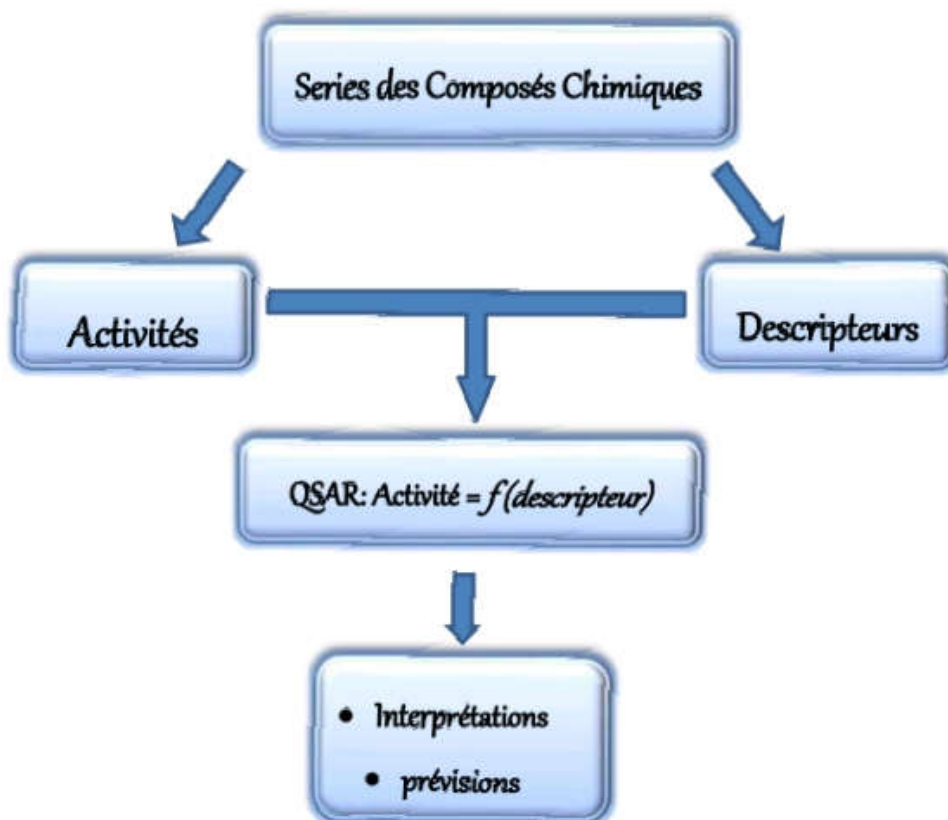 Series des Composés Chimiques
Activités
Descripteurs
QSAR: Activité = f(descripteur)
• Interprétations
• prévisions